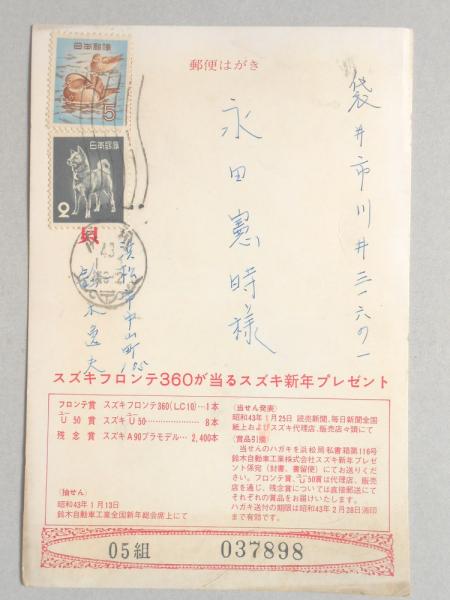 日本郵便
5
日本郵便
2
郵便はがき
袋井市川井三一六の一
永田憲時様
43
鈴木逸夫
スズキフロンテ360が当るスズキ新年プレゼント
フロンテ賞 スズキフロンテ360(LC10)…1本
U50賞 スズキU50……………8本
残念賞 スズキA90プラモデル…2,400本
〈抽せん〉
昭和43年1月13日
鈴木自動車工業全国新年総会席上にて
〈当せん発表〉
昭和43年1月25日 読売新聞、毎日新聞全国
紙上およびスズキ代理店、販売店々頭にて
〈賞品引換〉
当せんのハガキを浜松局私書箱第116号
鈴木自動車工業株式会社スズキ新年プレゼ
ント係宛(封書、書留便)にてお送りくださ
い。フロンテ賞、U50賞は代理店、販売
店を通じ、残念賞については直接郵送にて
それぞれの賞品をお届けいたします。
ハガキ送付の期限は昭和43年2月28日消印
まで有効です。
05組 037898